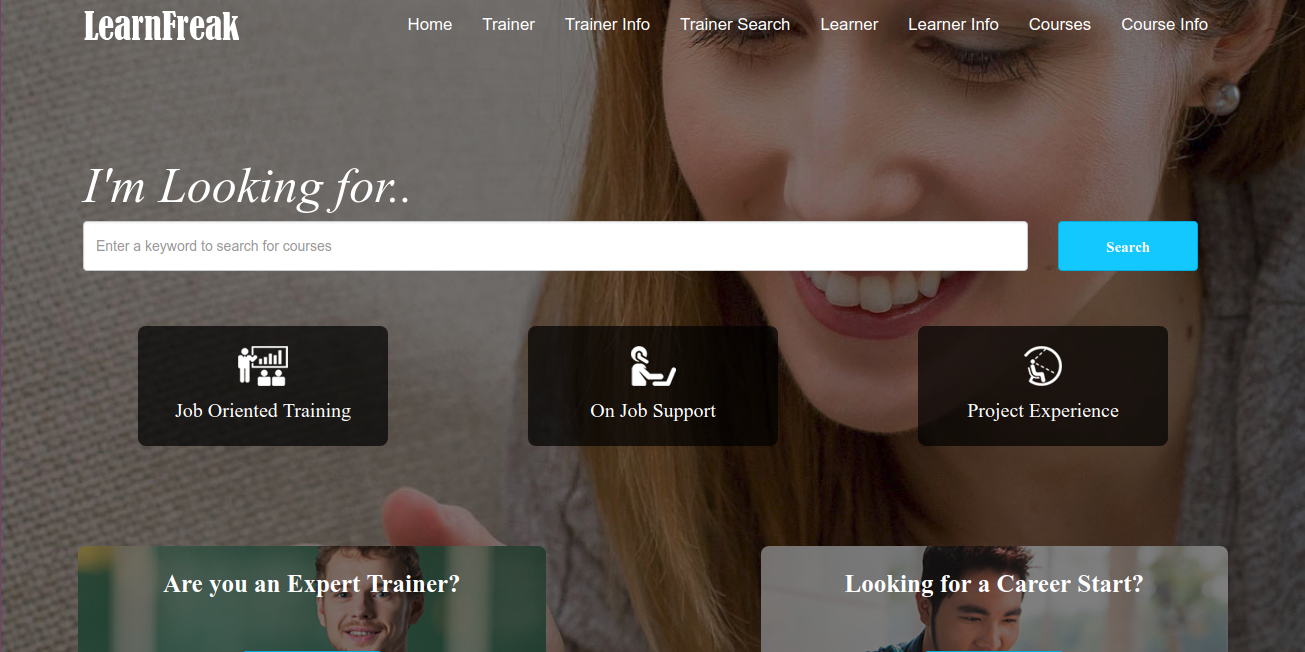 LearnFreak
Home Trainer Trainer Info Trainer Search Learner Learner Info Courses Course Info
I'm Looking for..
Enter a keyword to search for courses
Search
Job Oriented Training
On Job Support
Project Experience
Are you an Expert Trainer?
Looking for a Career Start?